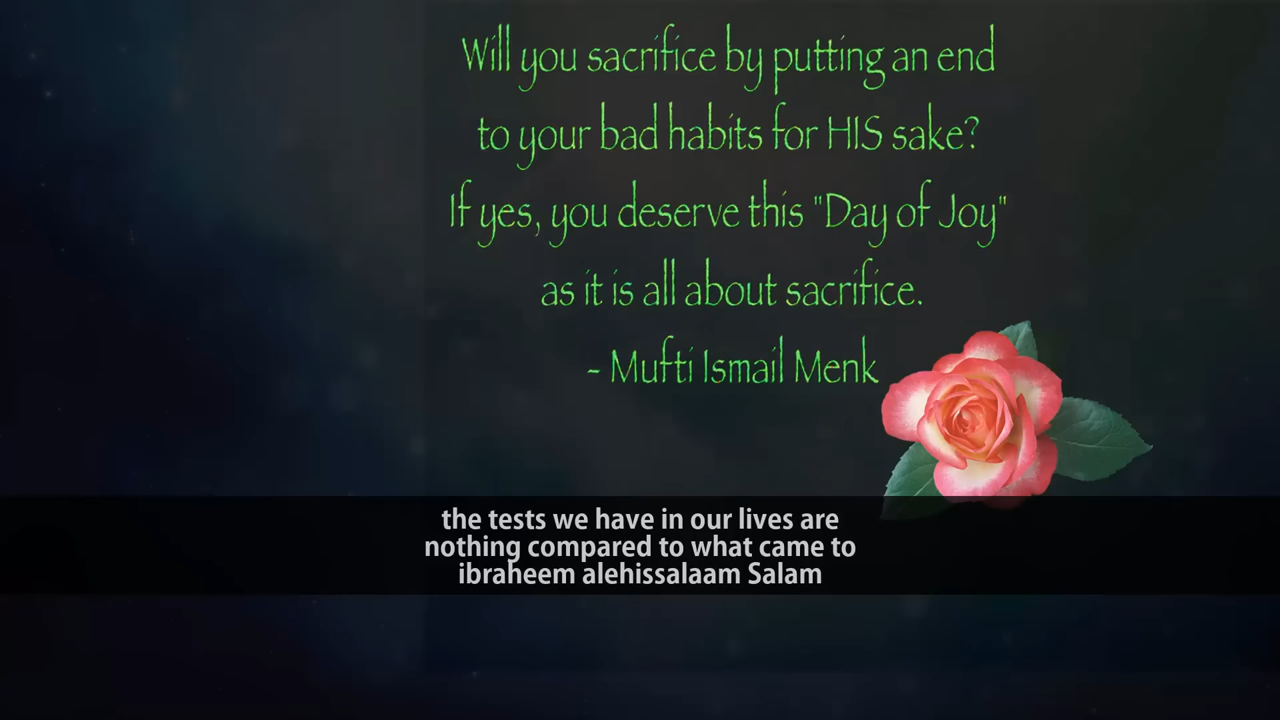 Will you sacrifice by putting an end
to your bad habits for HIS sake?
If yes, you deserve this "Day of Joy"
as it is all about sacrifice.
- Mufti Ismail Menk
the tests we have in our lives are
nothing compared to what came to
ibraheem alehissalaam Salam